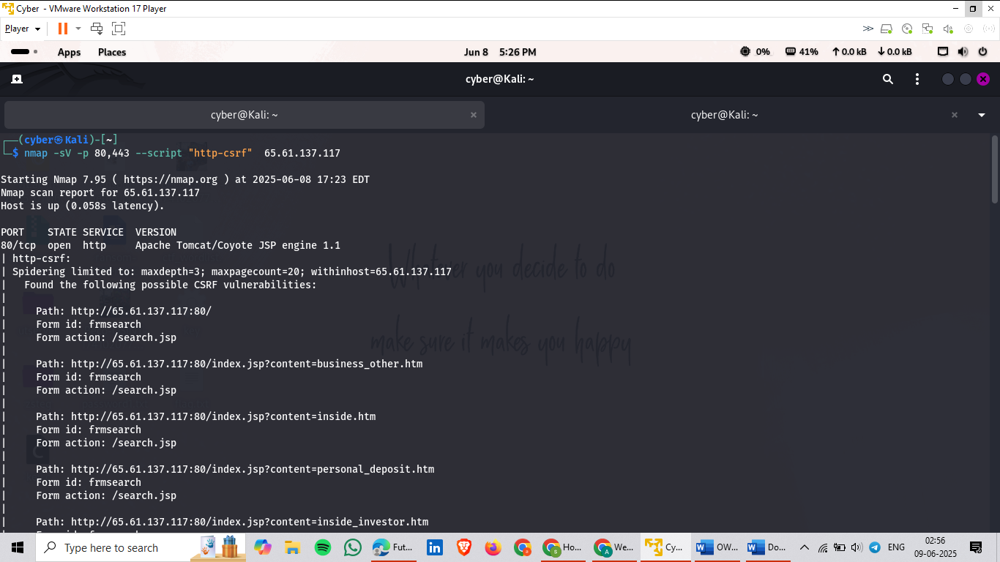 Cyber - VMware Workstation 17 Player
Player
Apps Places Jun 8 5:26 PM 0% 41% 0.0 kB 0.0 kB
cyber@Kali: ~
cyber@Kali: ~ cyber@Kali: ~
┌──(cyber㉿Kali)-[~]
└─$ nmap -sV -p 80,443 --script "http-csrf"  65.61.137.117
Starting Nmap 7.95 ( https://nmap.org ) at 2025-06-08 17:23 EDT
Nmap scan report for 65.61.137.117
Host is up (0.058s latency).
PORT    STATE SERVICE  VERSION
80/tcp  open  http     Apache Tomcat/Coyote JSP engine 1.1
| http-csrf:
| Spidering limited to: maxdepth=3; maxpagecount=20; withinhost=65.61.137.117
|   Found the following possible CSRF vulnerabilities:
|
|     Path: http://65.61.137.117:80/
|     Form id: frmsearch
|     Form action: /search.jsp
|
|     Path: http://65.61.137.117:80/index.jsp?content=business_other.htm
|     Form id: frmsearch
|     Form action: /search.jsp
|
|     Path: http://65.61.137.117:80/index.jsp?content=inside.htm
|     Form id: frmsearch
|     Form action: /search.jsp
|
|     Path: http://65.61.137.117:80/index.jsp?content=personal_deposit.htm
|     Form id: frmsearch
|     Form action: /search.jsp
|
|     Path: http://65.61.137.117:80/index.jsp?content=inside_investor.htm
Whatever you decide to do
make sure it makes you happy
Type here to search
Fut... Ho... We... Cy... OW... Do... ENG
02:56
09-06-2025